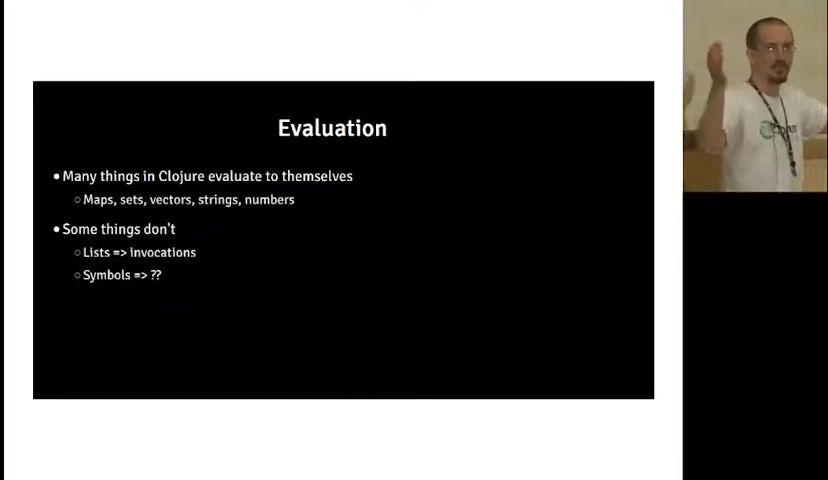 Evaluation
•Many things in Clojure evaluate to themselves
○Maps, sets, vectors, strings, numbers
•Some things don't
○Lists => invocations
○Symbols => ??